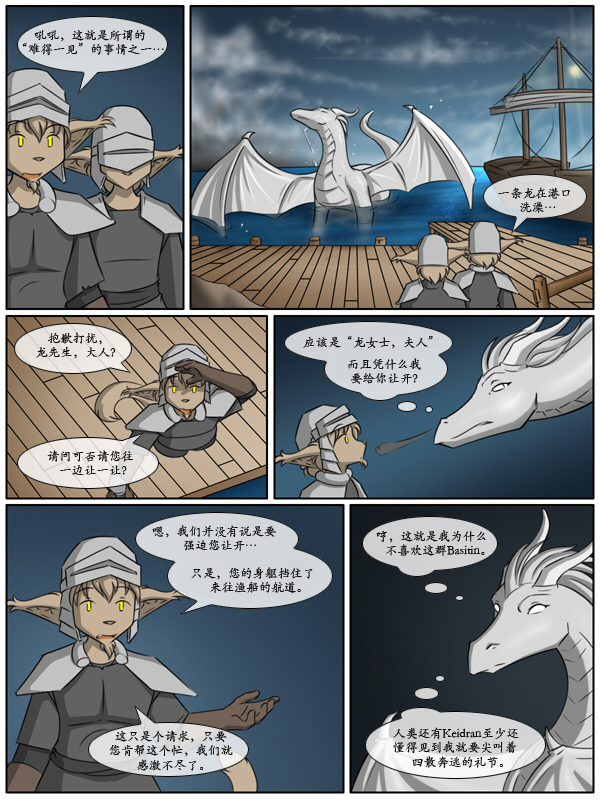 吼吼，这就是所谓的
“难得一见”的事情之一…
一条龙在港口
洗澡…
抱歉打扰，
龙先生，大人？
请问可否请您往
一边让一让？
应该是“龙女士，夫人”
而且凭什么我
要给你让开？
嗯，我们并没有说是要
强迫您让开…
只是，您的身躯挡住了
来往渔船的航道。
这只是个请求，只要
您肯帮这个忙，我们就
感激不尽了。
哼，这就是我为什么
不喜欢这群Basitin。
人类还有Keidran至少还
懂得见到我就要尖叫着
四散奔逃的礼节。